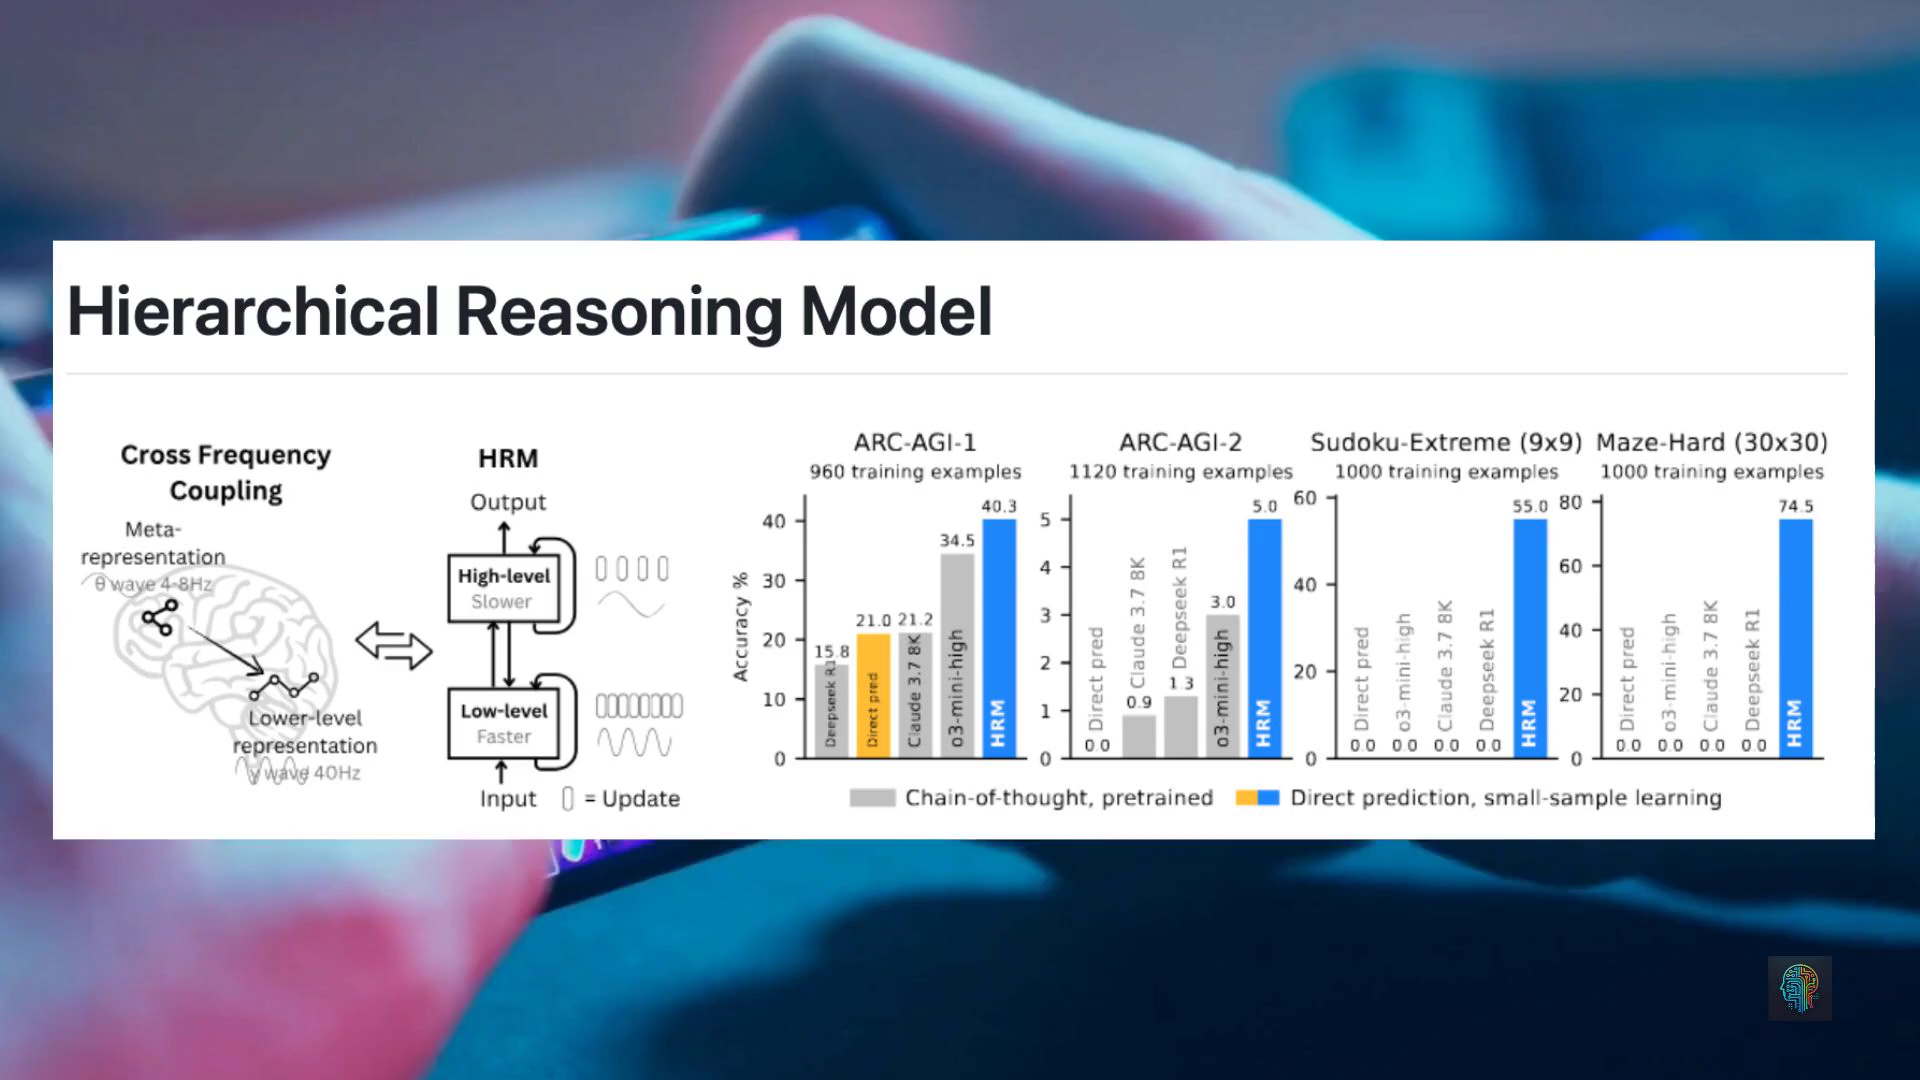 Hierarchical Reasoning Model
Cross Frequency
Coupling
Meta-
representation
θ wave 4-8Hz
Lower-level
representation
γ wave 40Hz
HRM
Output
High-level
Slower
Low-level
Faster
Input
= Update
ARC-AGI-1
960 training examples
Accuracy %
40
30
20
10
0
15.8
21.0
21.2
34.5
40.3
Deepseek R1
Direct pred
Claude 3.7 8K
o3-mini-high
HRM
ARC-AGI-2
1120 training examples
5
4
3
2
1
0
0.0
0.9
1.3
3.0
5.0
Direct pred
Claude 3.7 8K
Deepseek R1
o3-mini-high
HRM
Sudoku-Extreme (9x9)
1000 training examples
60
40
20
0
0.0
0.0
0.0
0.0
55.0
Direct pred
o3-mini-high
Claude 3.7 8K
Deepseek R1
HRM
Maze-Hard (30x30)
1000 training examples
80
60
40
20
0
0.0
0.0
0.0
0.0
74.5
Direct pred
o3-mini-high
Claude 3.7 8K
Deepseek R1
HRM
Chain-of-thought, pretrained
Direct prediction, small-sample learning